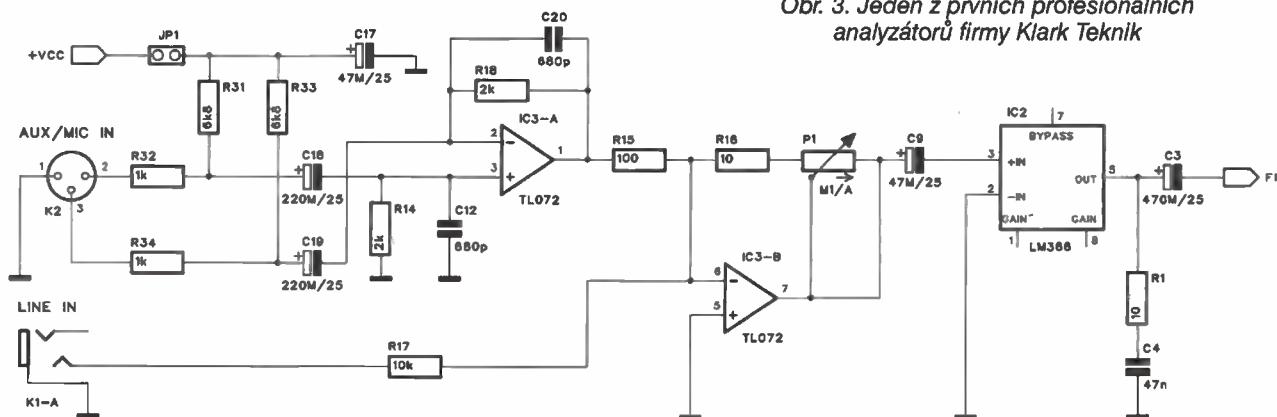 Obr. 3. Jeden z prvních profesionálních
analyzátorů firmy Klark Teknik
+VCC
JP1
C17
+
47M/25
R31
6k8
R33
6k8
C20
680p
R18
2k
IC3-A
2
-
3
+
1
TL072
AUX/MIC IN
1
2
3
K2
R32
1k
R34
1k
C18
+
220M/25
C19
+
220M/25
R14
2k
C12
680p
R15
100
R16
10
P1
M1/A
C9
+
47M/25
IC2
7
BYPASS
3
+IN
2
-IN
OUT
5
GAIN
GAIN
1
8
LM386
C3
+
470M/25
R1
10
C4
47n
IC3-B
6
-
5
+
7
TL072
LINE IN
K1-A
R17
10k